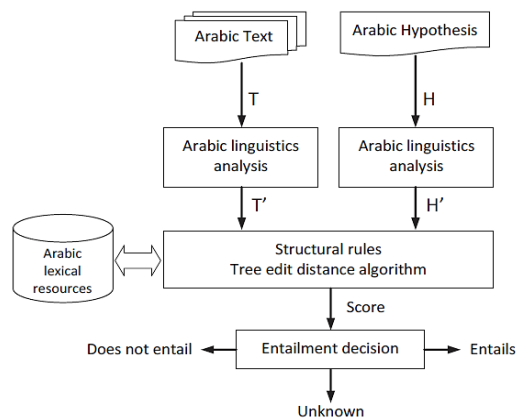 Arabic Text
Arabic Hypothesis
T
H
Arabic linguistics
analysis
Arabic linguistics
analysis
T'
H'
Arabic
lexical
resources
Structural rules
Tree edit distance algorithm
Score
Does not entail
Entailment decision
Entails
Unknown